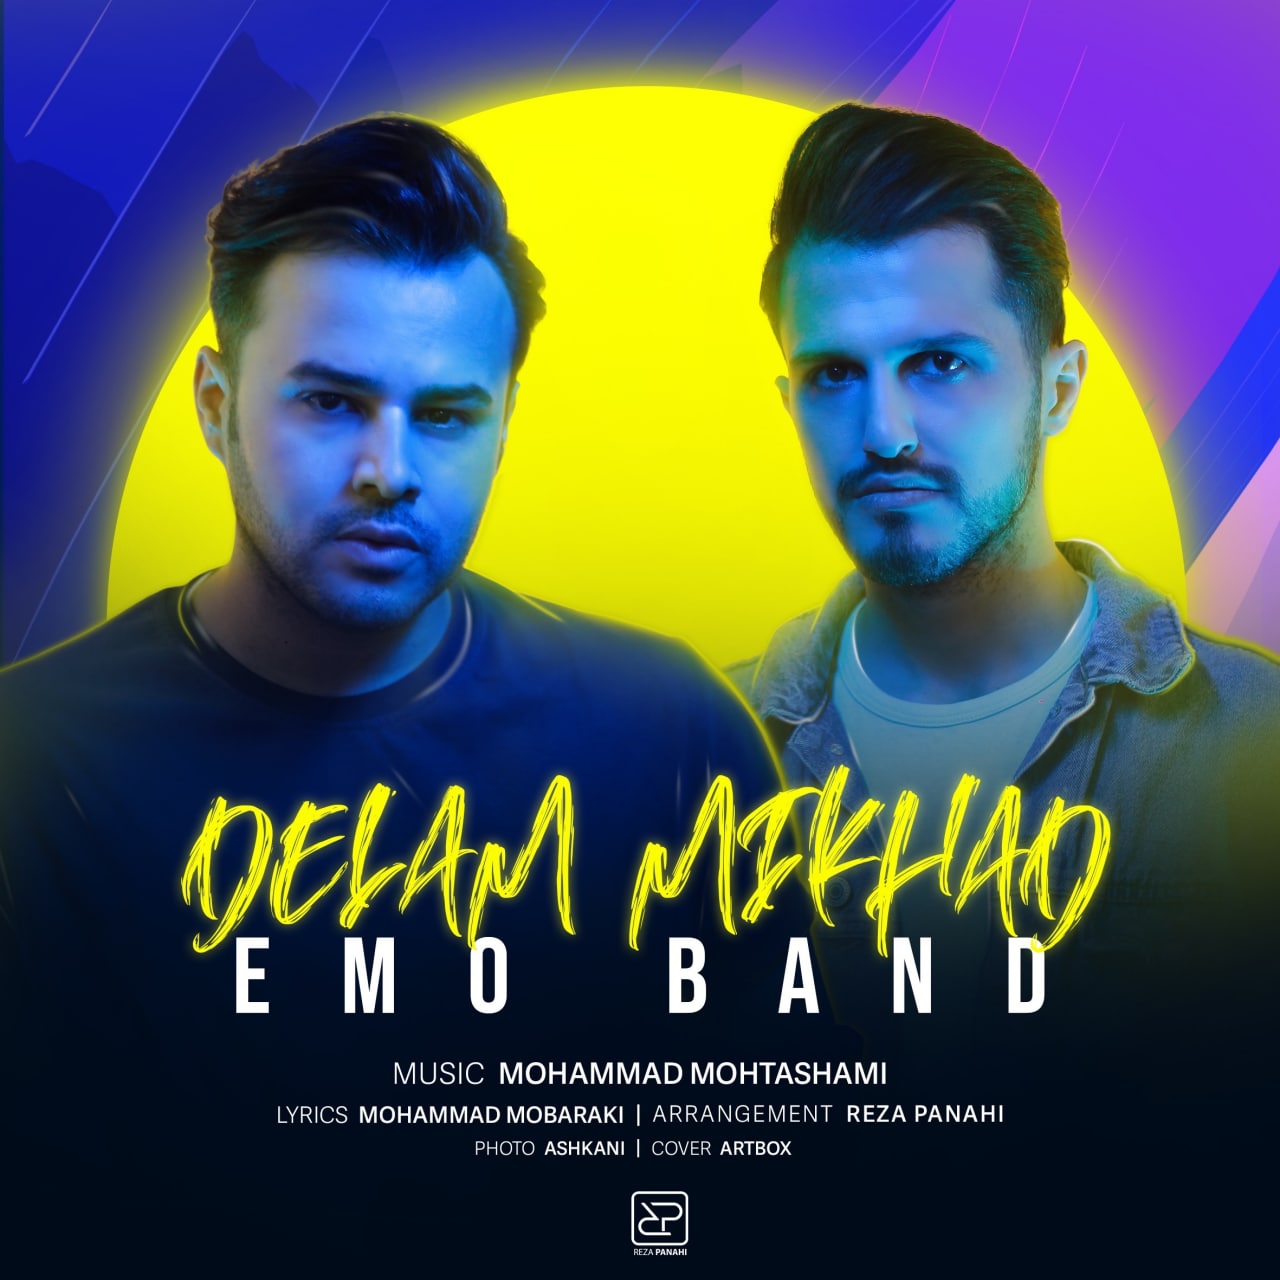 DELAM MIKHAD
EMO BAND
MUSIC MOHAMMAD MOHTASHAMI
LYRICS MOHAMMAD MOBARAKI | ARRANGEMENT REZA PANAHI
PHOTO ASHKANI | COVER ARTBOX
RP
REZA PANAHI